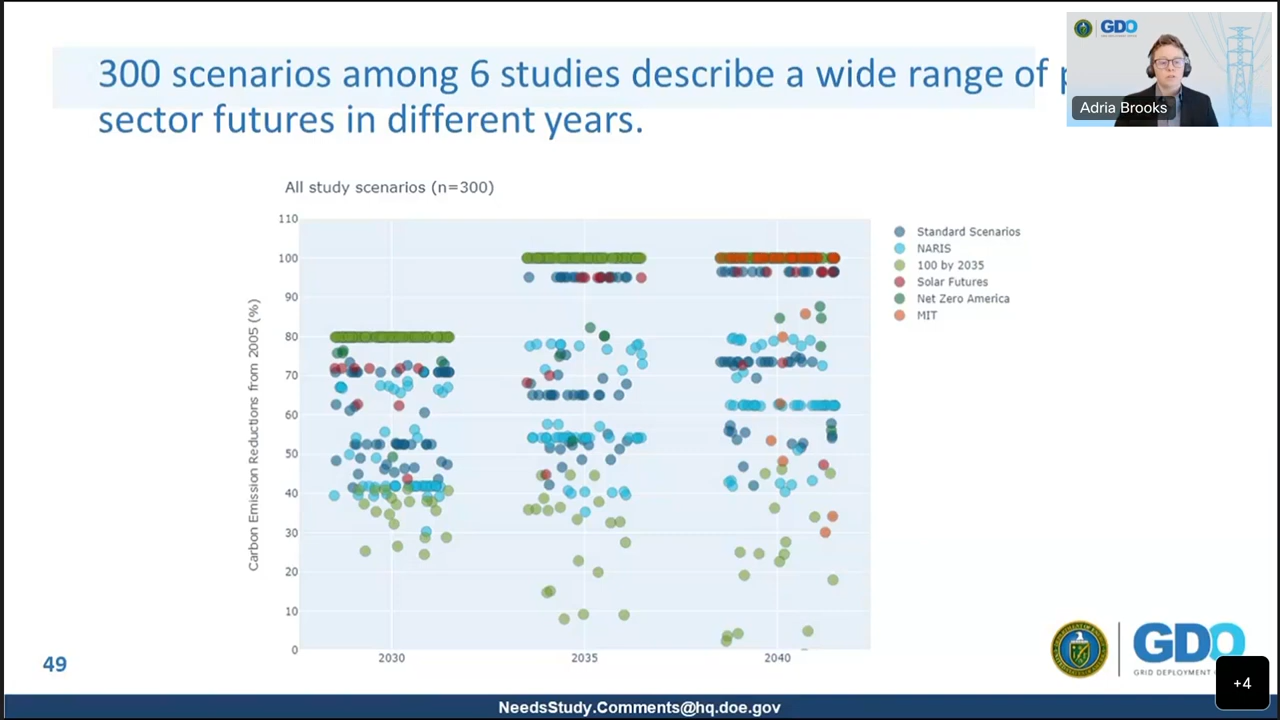 300 scenarios among 6 studies describe a wide range of
sector futures in different years.
GDO
Adria Brooks
All study scenarios (n=300)
Carbon Emission Reductions from 2005 (%)
110
100
90
80
70
60
50
40
30
20
10
0
2030
2035
2040
Standard Scenarios
NARIS
100 by 2035
Solar Futures
Net Zero America
MIT
49
GDO
GRID DEPLOYMENT
+4
NeedsStudy.Comments@hq.doe.gov